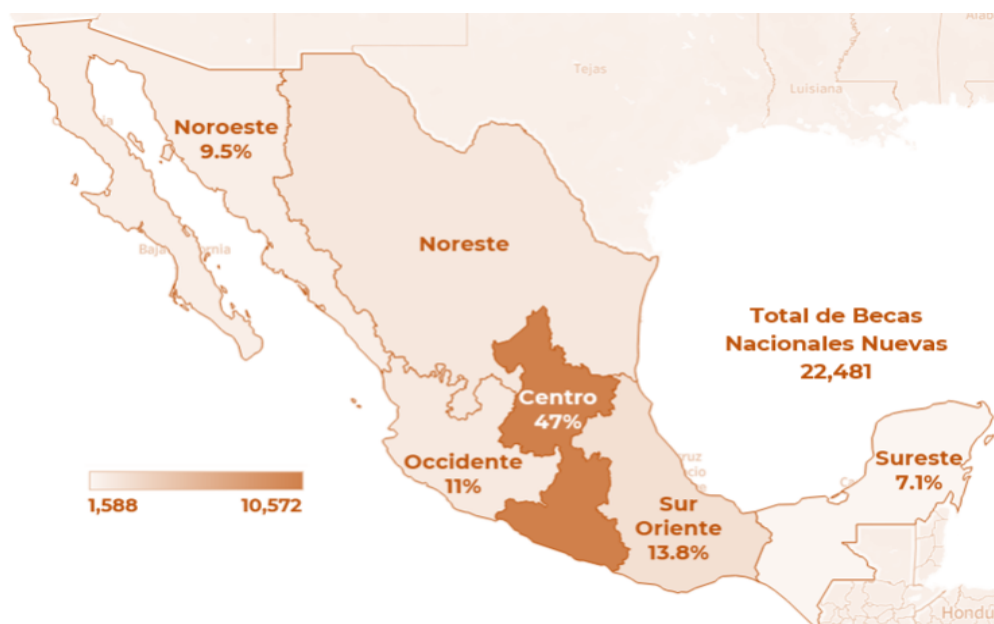 Tejas
Luisiana
Noroeste
9.5%
Noreste
Total de Becas
Nacionales Nuevas
22,481
Centro
47%
Occidente
11%
Sureste
7.1%
Sur
Oriente
13.8%
1,588
10,572